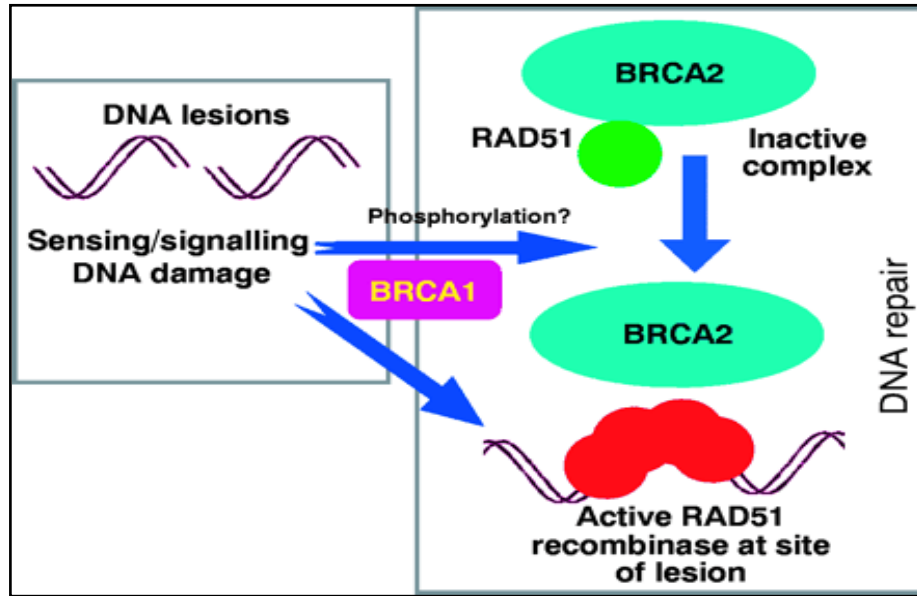 DNA lesions
Sensing/signalling
DNA damage
Phosphorylation?
BRCA1
BRCA2
RAD51
Inactive
complex
BRCA2
DNA repair
Active RAD51
recombinase at site
of lesion